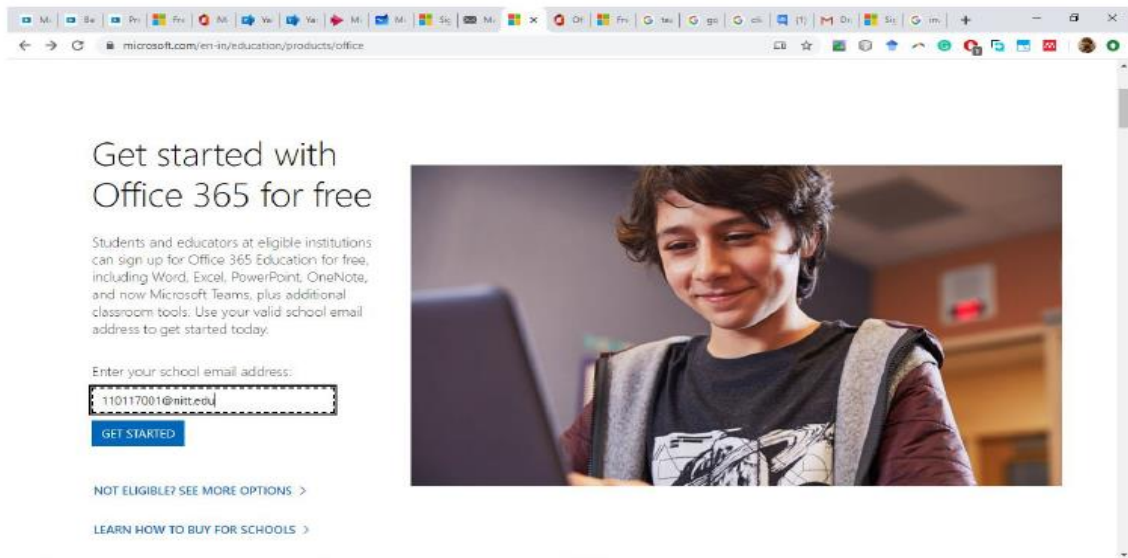 microsoft.com/en-in/education/products/office
Get started with
Office 365 for free
Students and educators at eligible institutions
can sign up for Office 365 Education for free,
including Word, Excel, PowerPoint, OneNote,
and now Microsoft Teams, plus additional
classroom tools. Use your valid school email
address to get started today.
Enter your school email address:
110117001@nitt.edu
GET STARTED
NOT ELIGIBLE? SEE MORE OPTIONS >
LEARN HOW TO BUY FOR SCHOOLS >